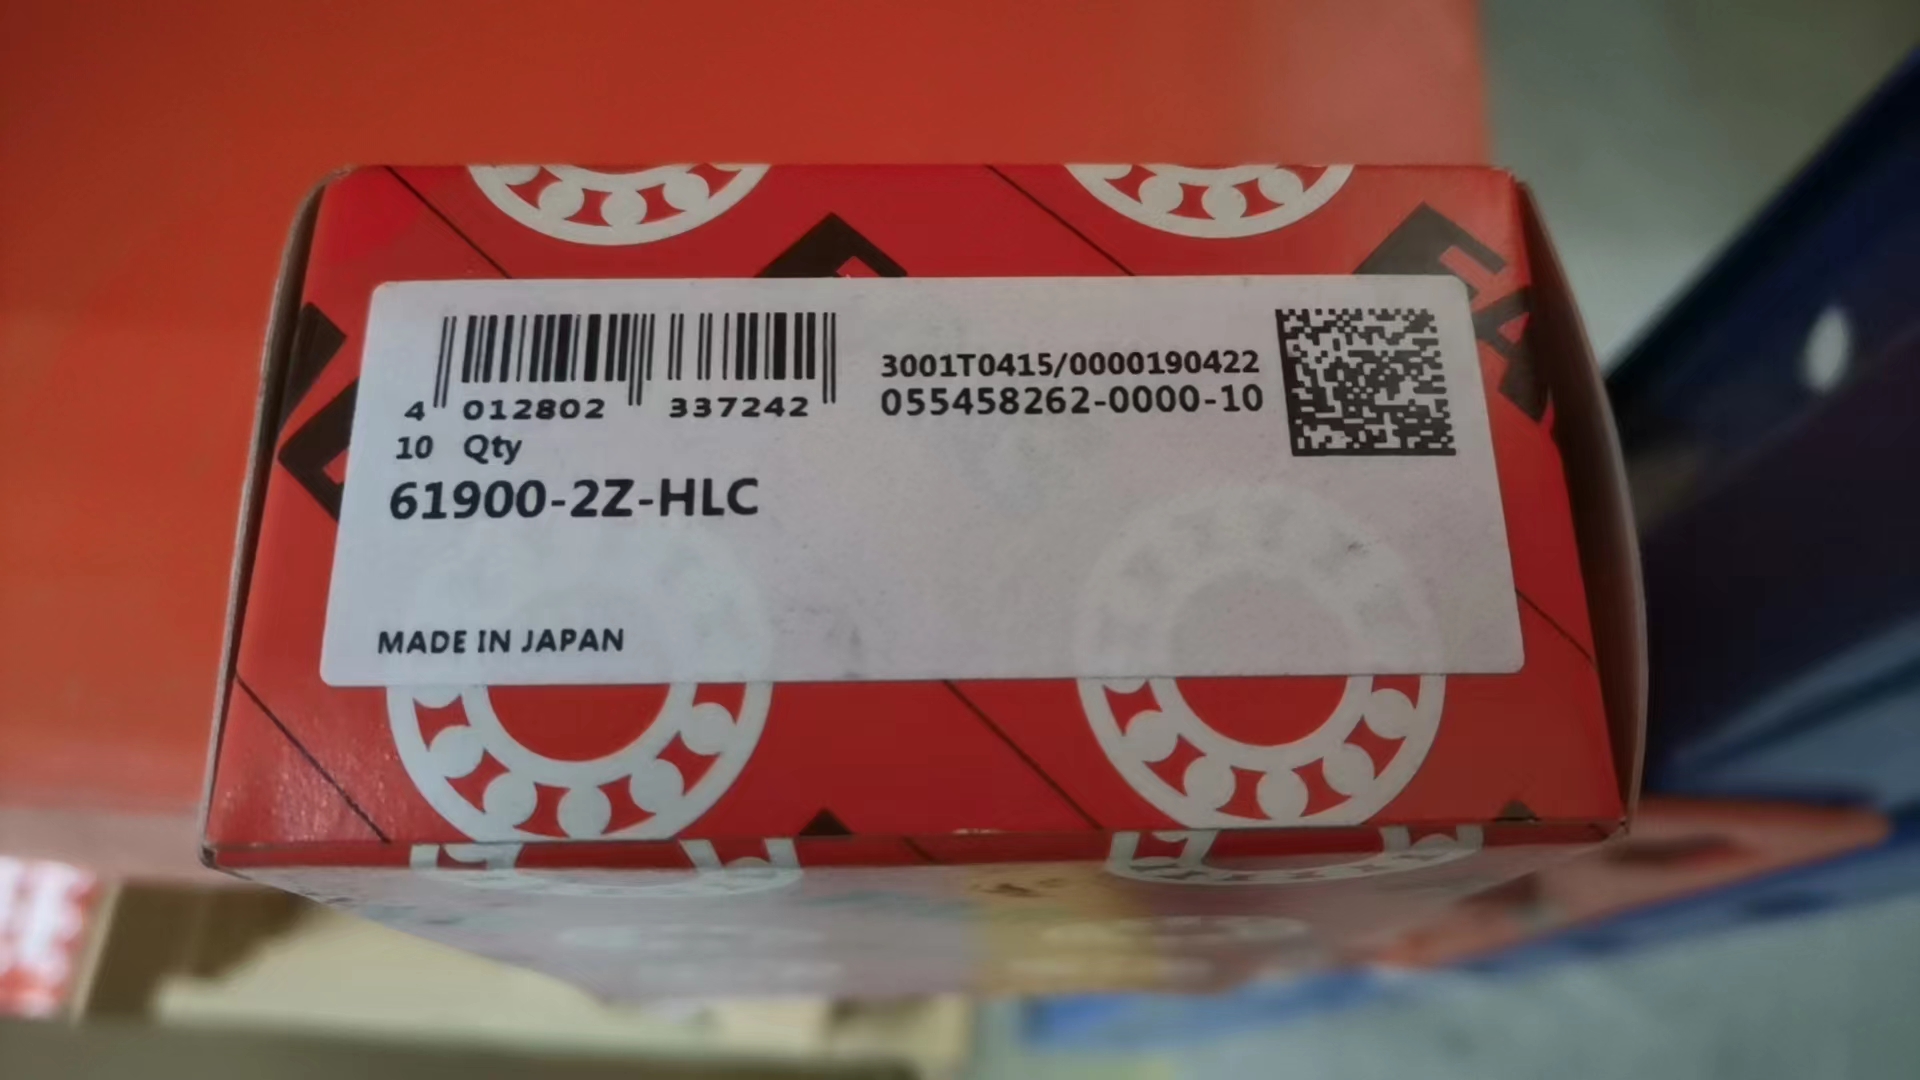 3001T0415/0000190422
055458262-0000-10
4 012802 337242
10 Qty
61900-2Z-HLC
MADE IN JAPAN